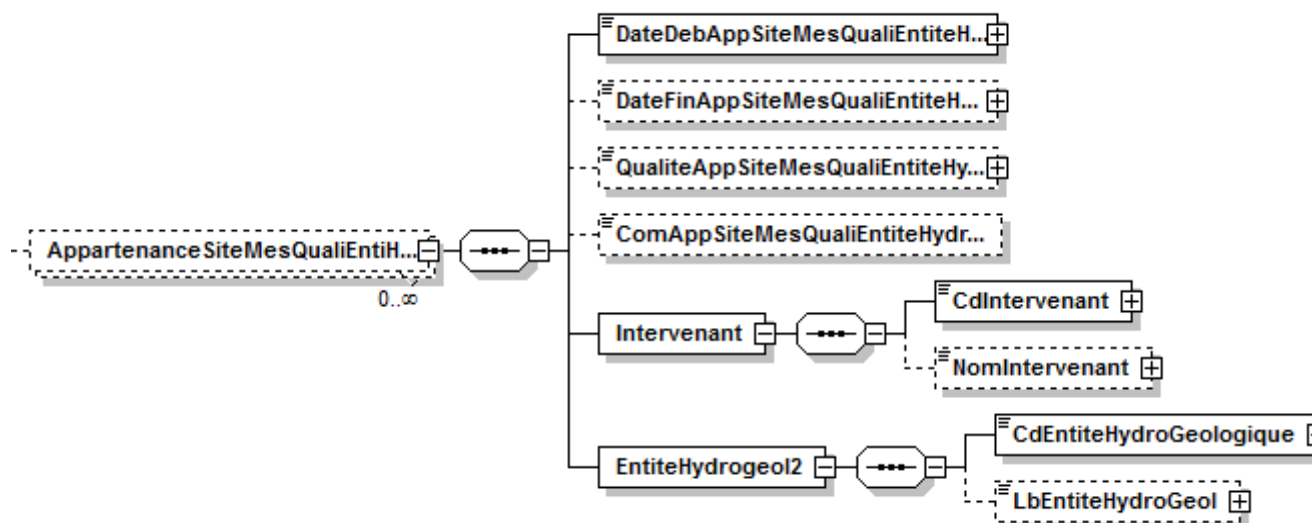 DateDebAppSiteMesQualiEntiteH...
DateFinAppSiteMesQualiEntiteH...
QualiteAppSiteMesQualiEntiteHy...
ComAppSiteMesQualiEntiteHydr...
AppartenanceSiteMesQualiEntiH...
0..∞
Intervenant
CdIntervenant
NomIntervenant
EntiteHydrogeol2
CdEntiteHydroGeologique
LbEntiteHydroGeol